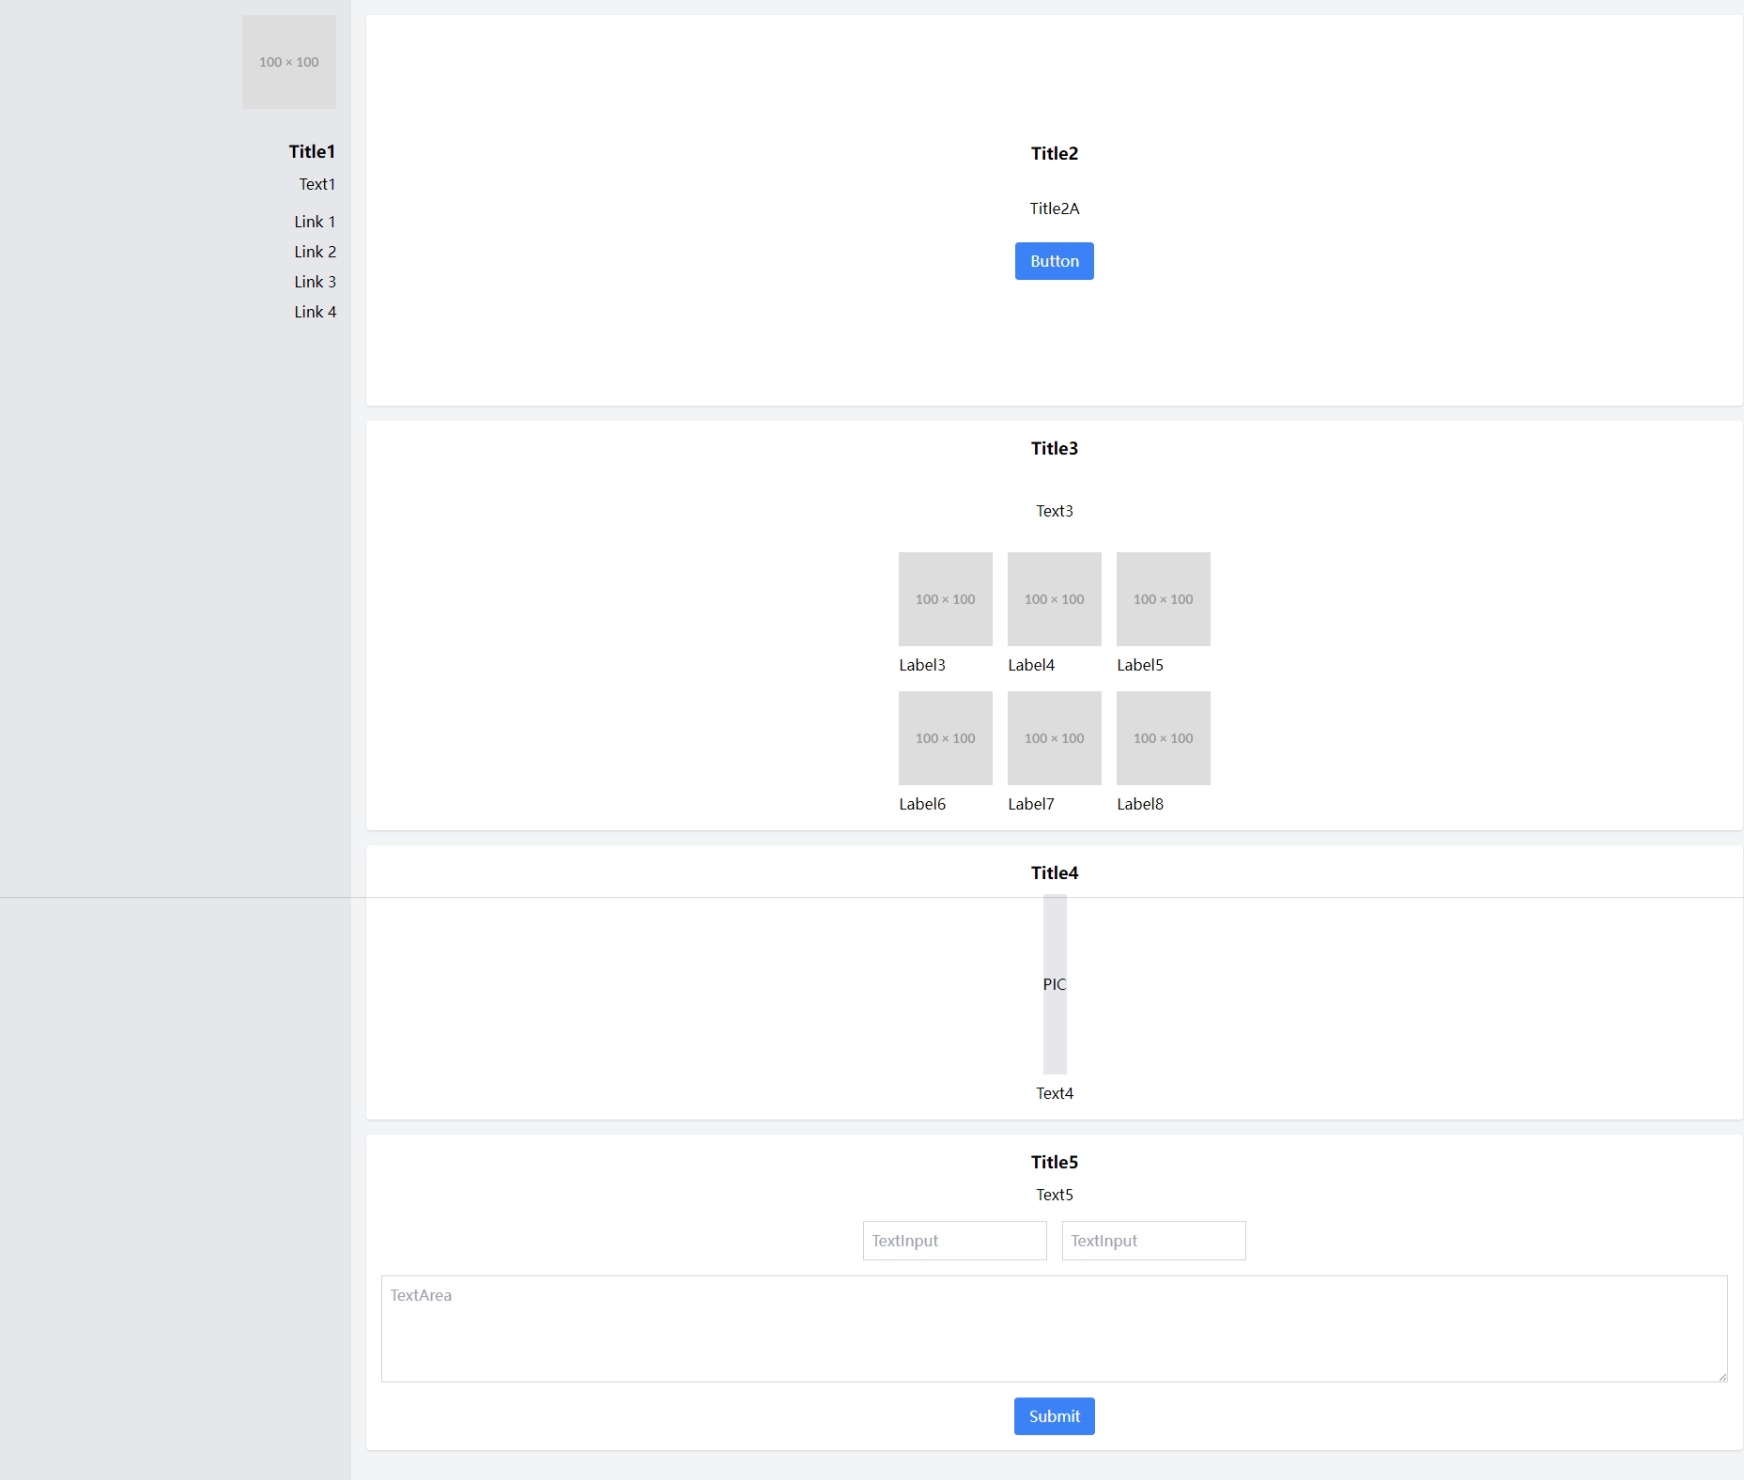 100 × 100
Title1
Text1
Link 1
Link 2
Link 3
Link 4
Title2
Title2A
Button
Title3
Text3
100 × 100 100 × 100 100 × 100
Label3 Label4 Label5
100 × 100 100 × 100 100 × 100
Label6 Label7 Label8
Title4
PIC
Text4
Title5
Text5
TextInput TextInput
TextArea
Submit